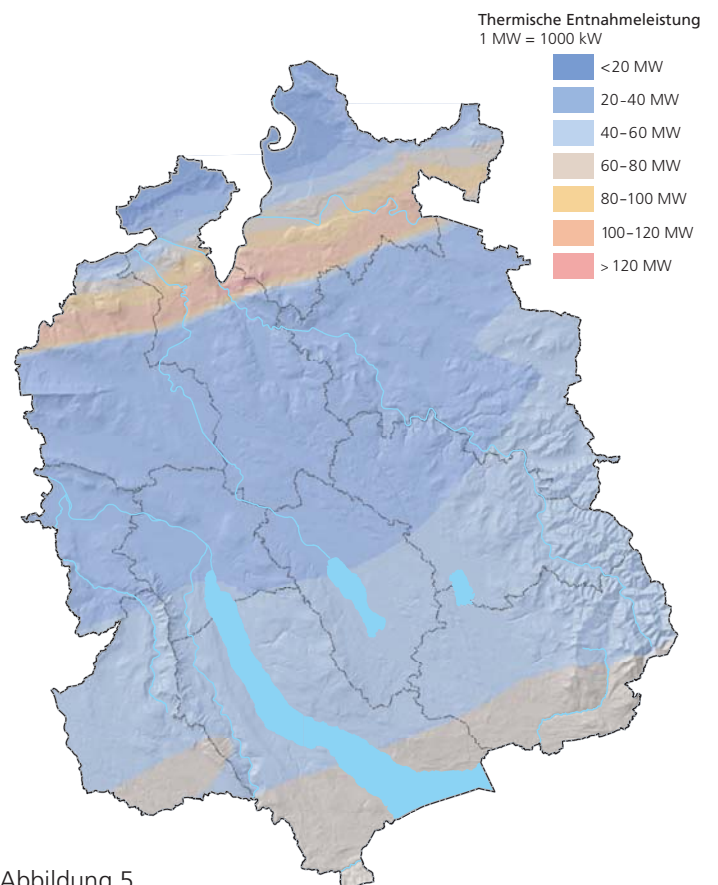 Thermische Entnahmeleistung
1 MW = 1000 kW
<20 MW
20–40 MW
40–60 MW
60–80 MW
80–100 MW
100–120 MW
>120 MW
Abbildung 5